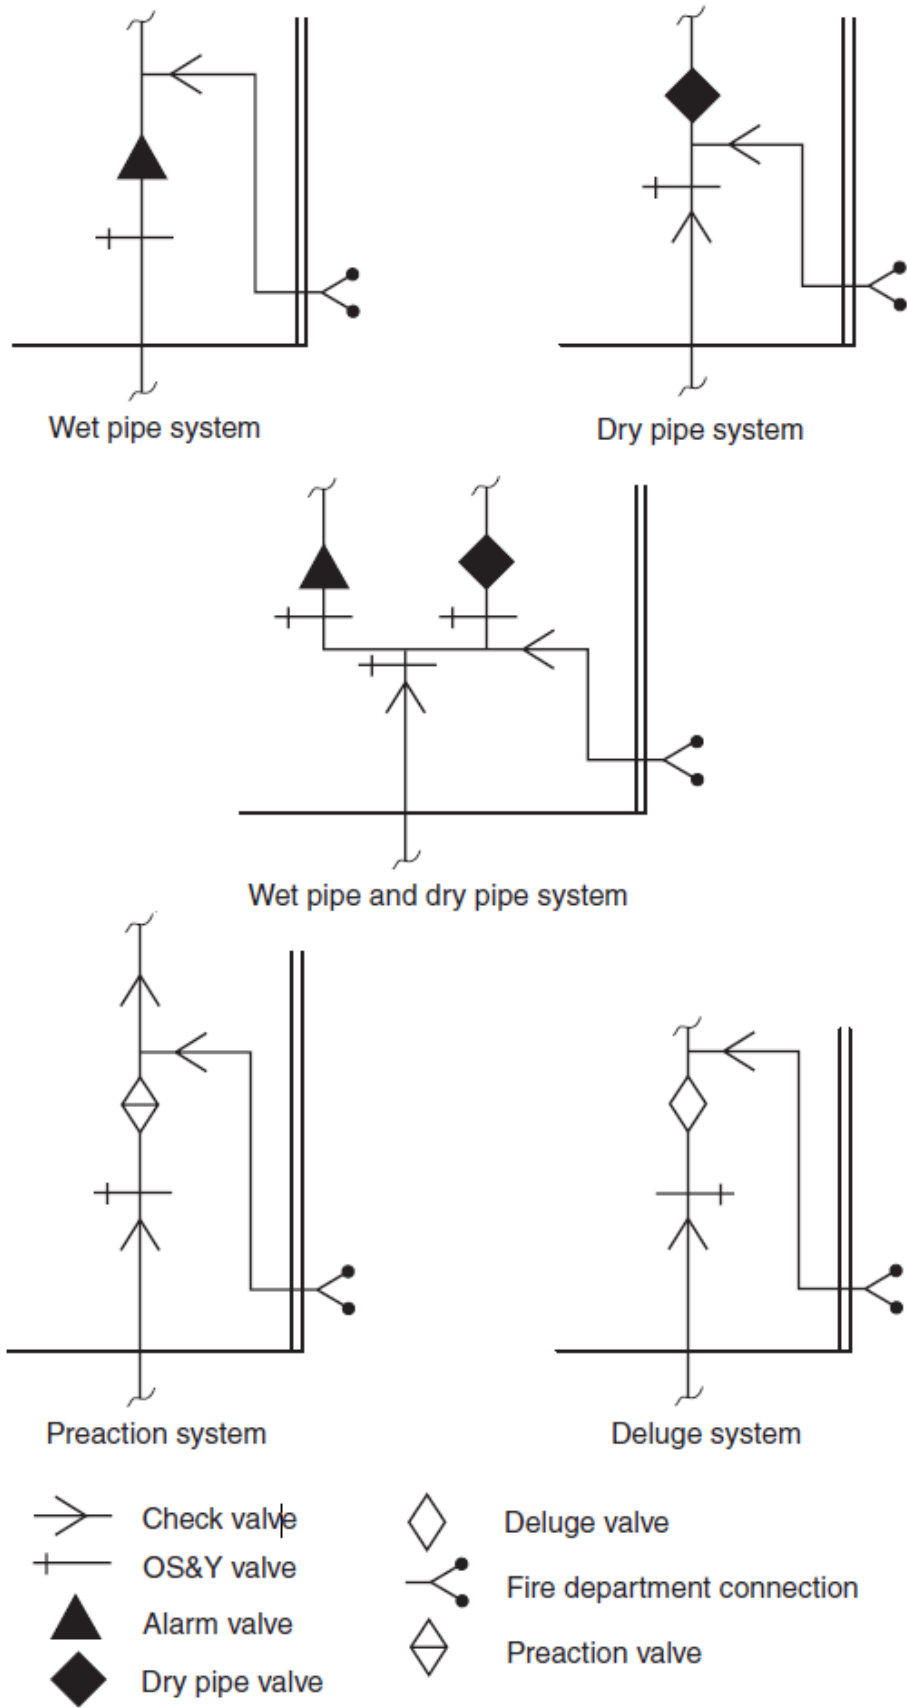 Wet pipe system
Dry pipe system
Wet pipe and dry pipe system
Preaction system
Deluge system
Check valve
OS&Y valve
Alarm valve
Dry pipe valve
Deluge valve
Fire department connection
Preaction valve